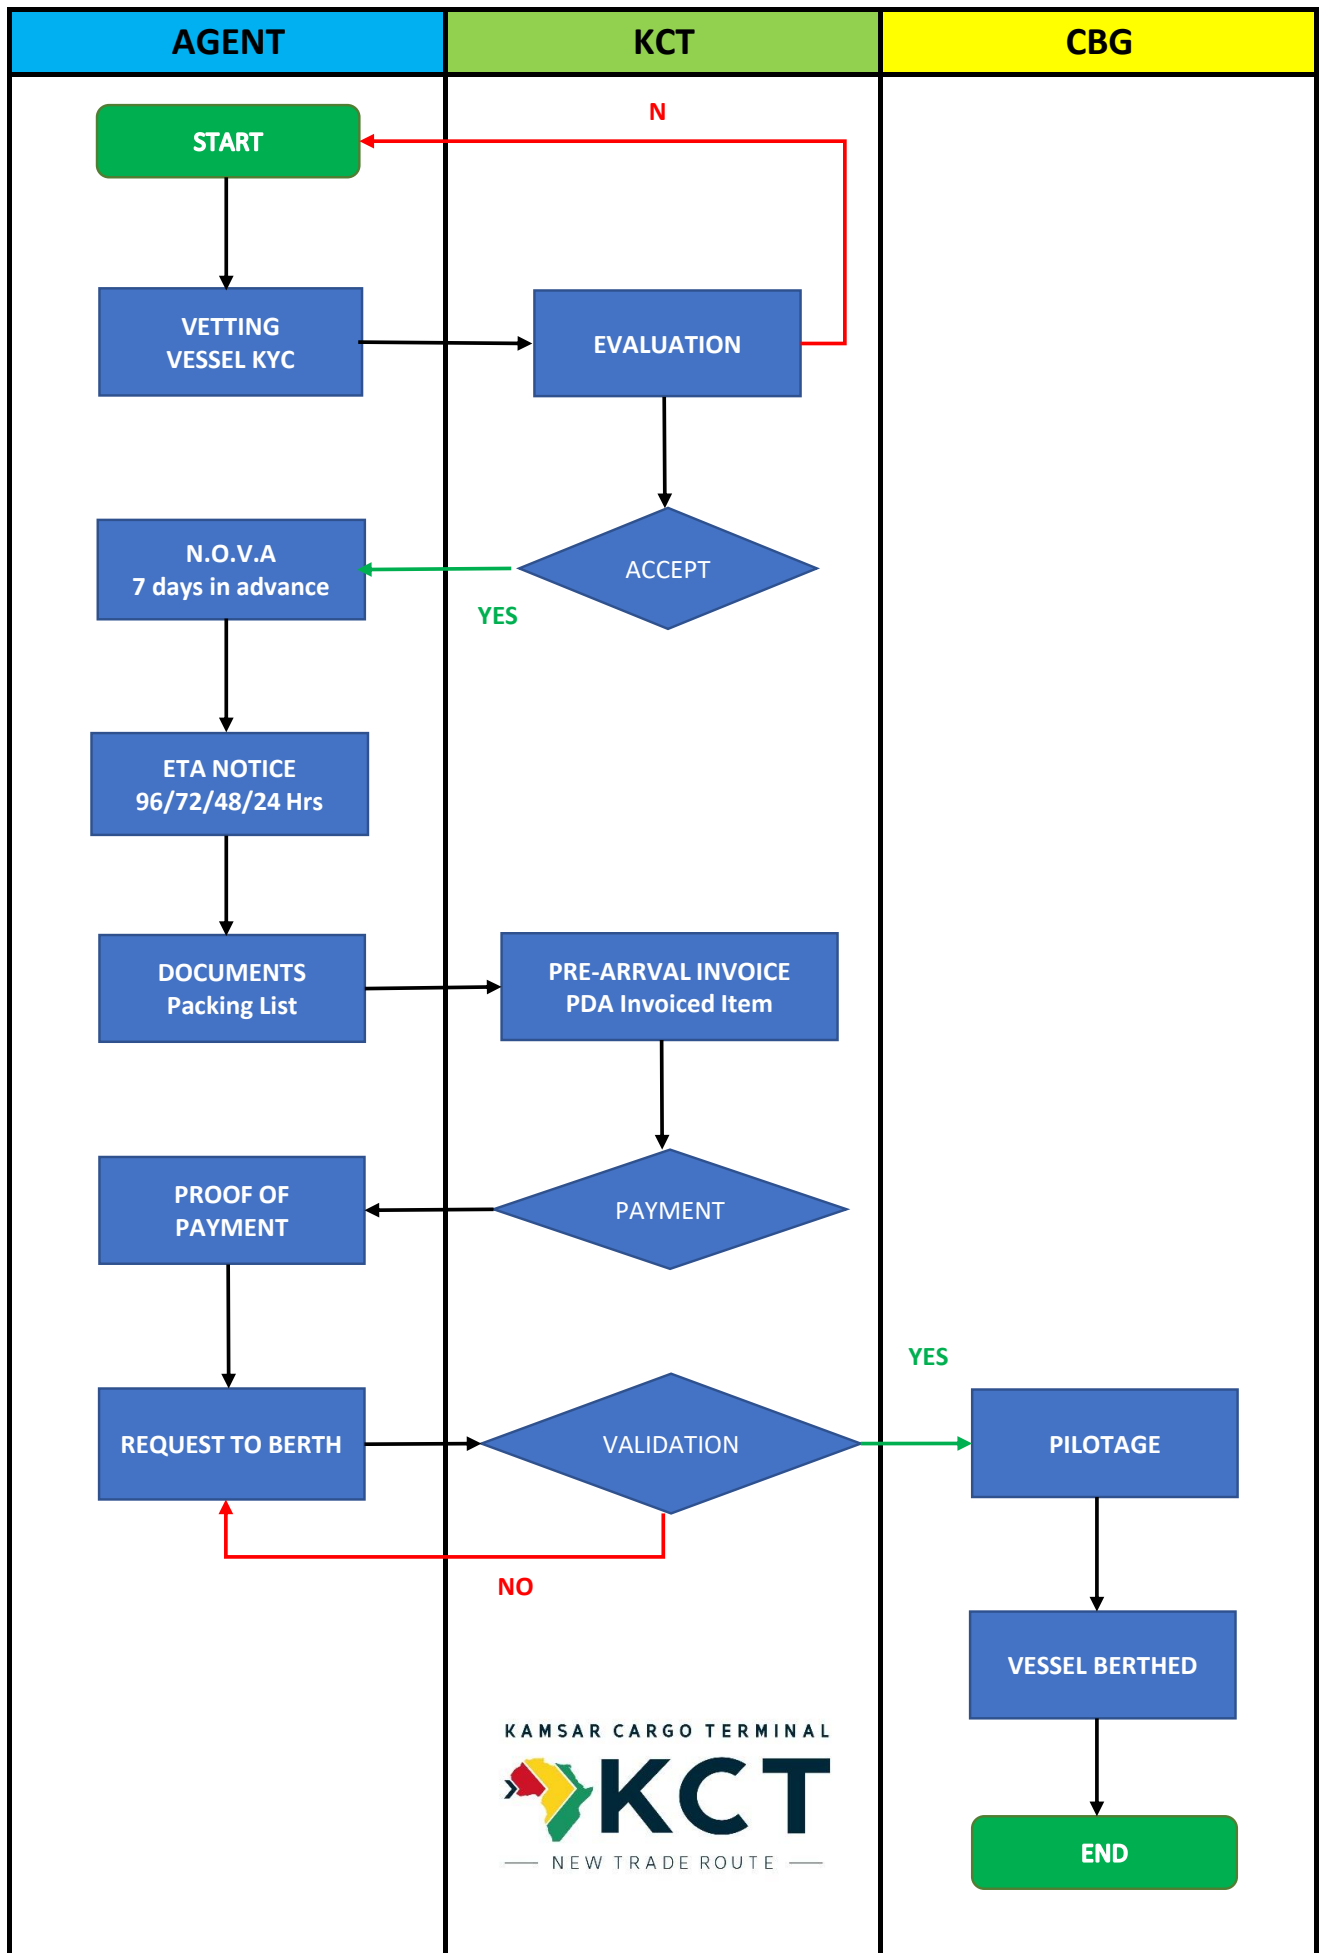 AGENT
KCT
CBG
START
N
VETTING
VESSEL KYC
EVALUATION
N.O.V.A
7 days in advance
ACCEPT
YES
ETA NOTICE
96/72/48/24 Hrs
DOCUMENTS
Packing List
PRE-ARRVAL INVOICE
PDA Invoiced Item
PROOF OF
PAYMENT
PAYMENT
YES
REQUEST TO BERTH
VALIDATION
PILOTAGE
NO
VESSEL BERTHED
KAMSAR CARGO TERMINAL
KCT
NEW TRADE ROUTE
END